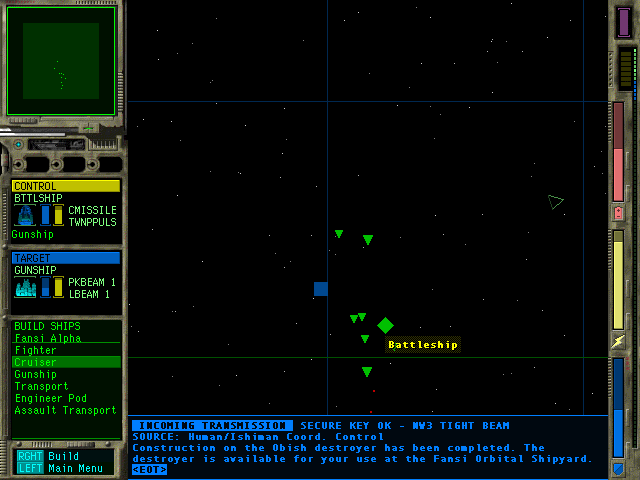 CONTROL
BTTLSHIP
CMISSILE
TWNPPULS
Gunship
TARGET
GUNSHIP
PKBEAM 1
LBEAM 1
BUILD SHIPS
Fansi Alpha
Fighter
Cruiser
Gunship
Transport
Engineer Pod
Assault Transport
RGHT Build
LEFT Main Menu
Battleship
INCOMING TRANSMISSION SECURE KEY OK - NW3 TIGHT BEAM
SOURCE: Human/Ishiman Coord. Control
Construction on the Obish destroyer has been completed. The
destroyer is available for your use at the Fansi Orbital Shipyard.
<EOT>